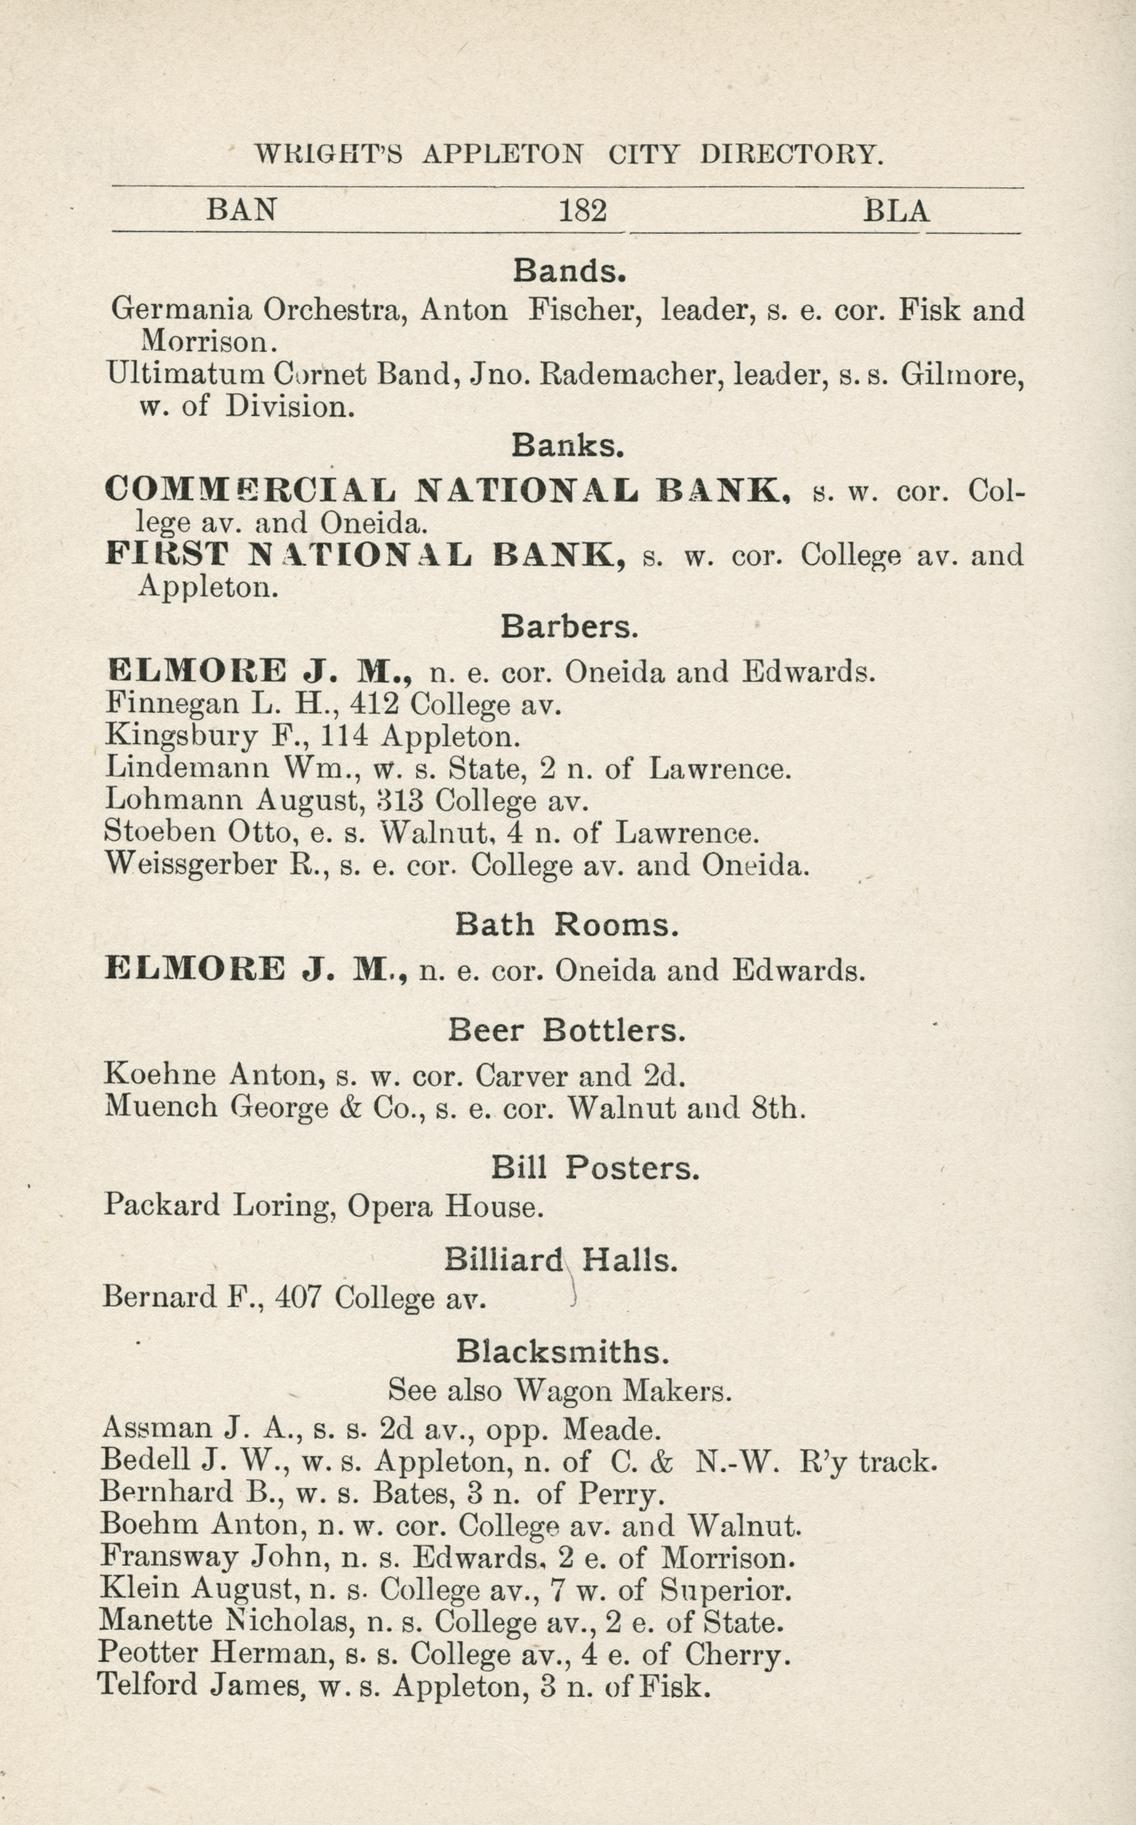 WRIGHT'S APPLETON CITY DIRECTORY.
BAN 182 BLA
Bands.
Germania Orchestra, Anton Fischer, leader, s. e. cor. Fisk and
Morrison.
Ultimatum Cornet Band, Jno. Rademacher, leader, s. s. Gilmore,
w. of Division.
Banks.
COMMERCIAL NATIONAL BANK, s. w. cor. Col-
lege av. and Oneida.
FIRST NATIONAL BANK, s. w. cor. College av. and
Appleton.
Barbers.
ELMORE J. M., n. e. cor. Oneida and Edwards.
Finnegan L. H., 412 College av.
Kingsbury F., 114 Appleton.
Lindemann Wm., w. s. State, 2 n. of Lawrence.
Lohmann August, 313 College av.
Stoeben Otto, e. s. Walnut, 4 n. of Lawrence.
Weissgerber R., s. e. cor. College av. and Oneida.
Bath Rooms.
ELMORE J. M., n. e. cor. Oneida and Edwards.
Beer Bottlers.
Koehne Anton, s. w. cor. Carver and 2d.
Muench George & Co., s. e. cor. Walnut and 8th.
Bill Posters.
Packard Loring, Opera House.
Billiard Halls.
Bernard F., 407 College av.
Blacksmiths.
See also Wagon Makers.
Assman J. A., s. s. 2d av., opp. Meade.
Bedell J. W., w. s. Appleton, n. of C. & N.-W. R'y track.
Bernhard B., w. s. Bates, 3 n. of Perry.
Boehm Anton, n. w. cor. College av. and Walnut.
Fransway John, n. s. Edwards, 2 e. of Morrison.
Klein August, n. s. College av., 7 w. of Superior.
Manette Nicholas, n. s. College av., 2 e. of State.
Peotter Herman, s. s. College av., 4 e. of Cherry.
Telford James, w. s. Appleton, 3 n. of Fisk.